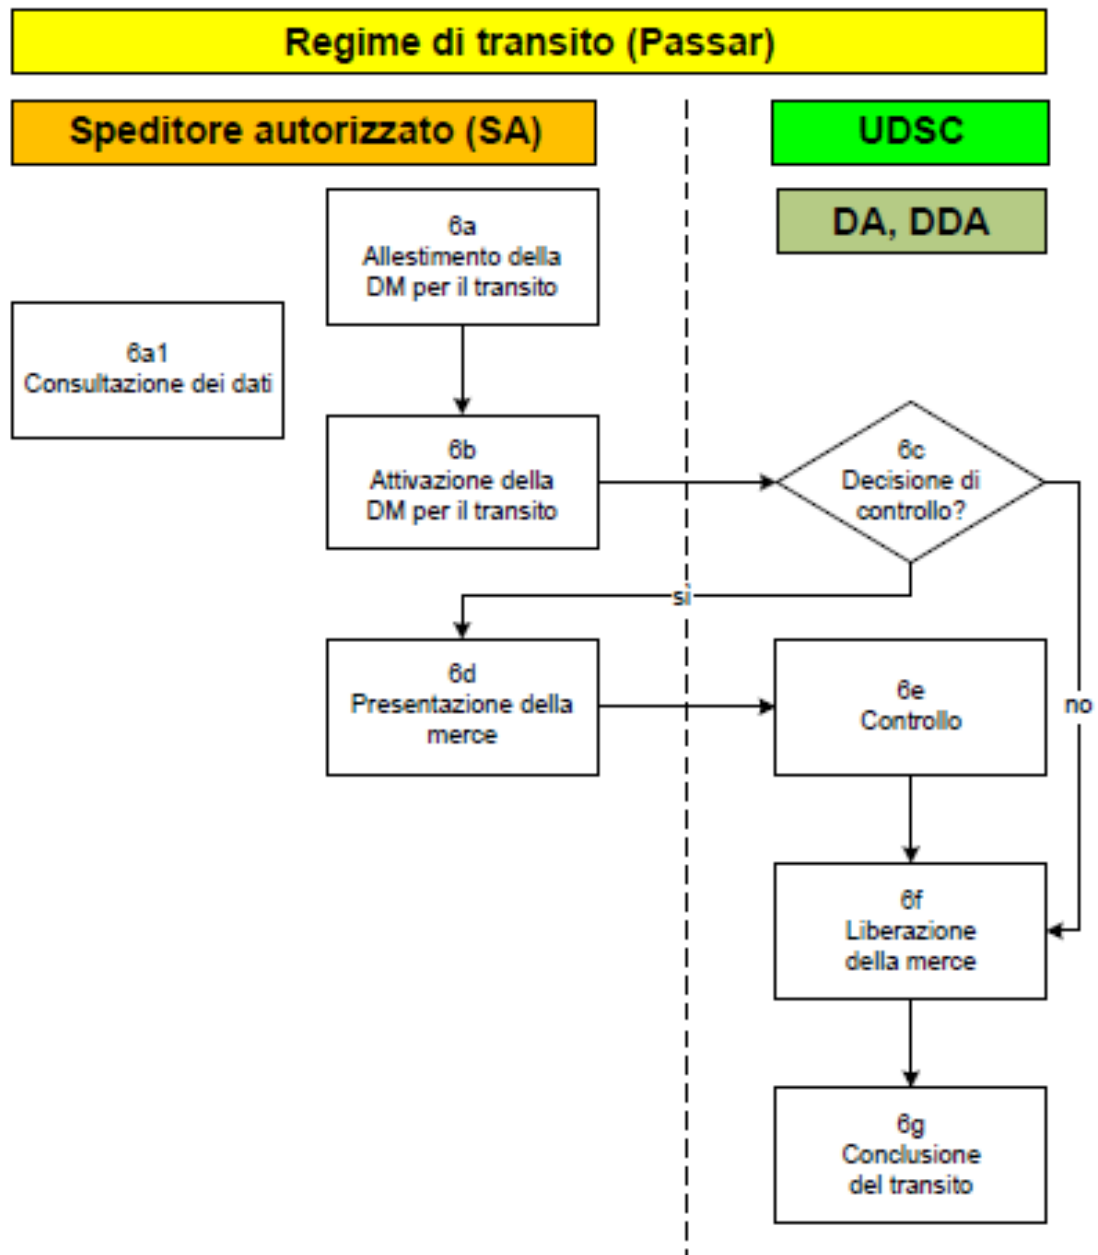 Regime di transito (Passar)
Speditore autorizzato (SA)
UDSC
DA, DDA
6a
Allestimento della
DM per il transito
6a1
Consultazione dei dati
6b
Attivazione della
DM per il transito
6c
Decisione di
controllo?
sì
6d
Presentazione della
merce
6e
Controllo
no
6f
Liberazione
della merce
6g
Conclusione
del transito